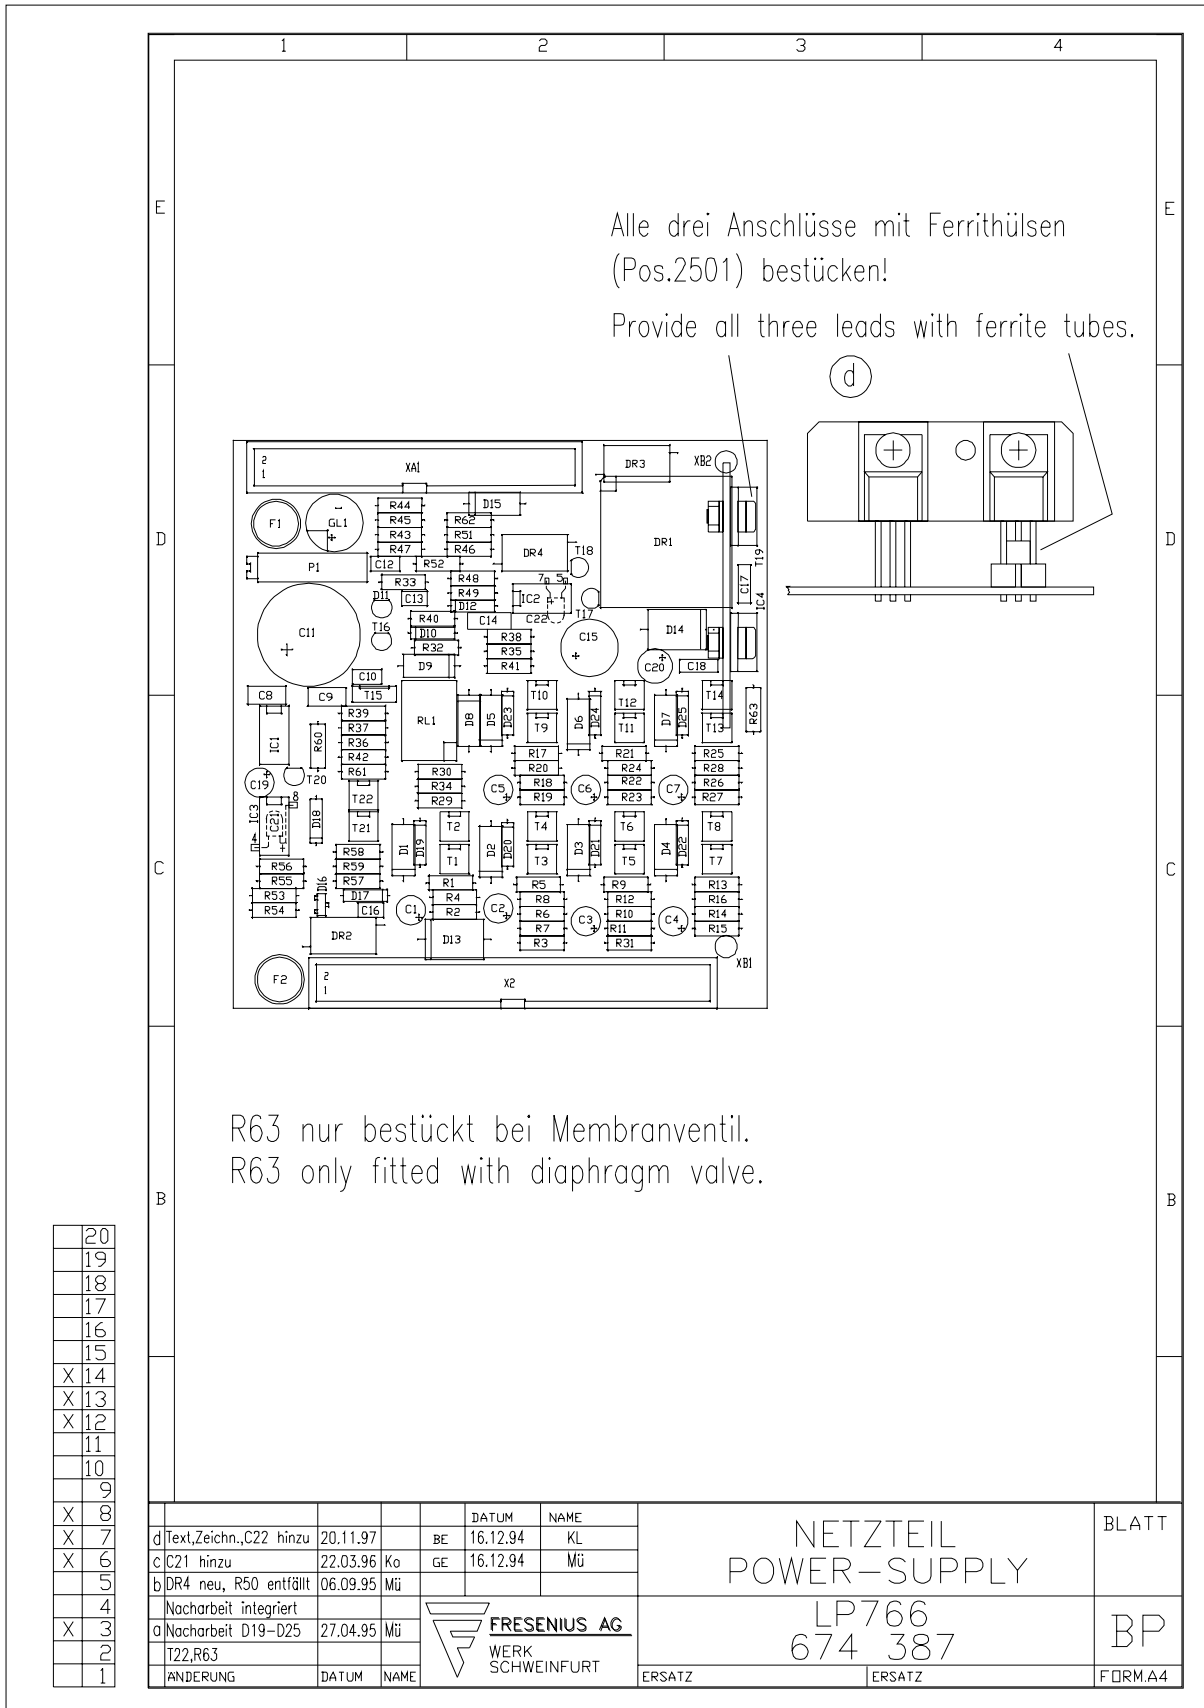 1 2 3 4
E E
Alle drei Anschlüsse mit Ferrithülsen
(Pos.2501) bestücken!
Provide all three leads with ferrite tubes.
d
D D
2
1
XA1
DR3
XB2
F1
GL1
-
+
R44
R45
R43
R47
D15
R62
R51
R46
DR4
T18
DR1
T19
P1
C12
R52
R33
C13
D11
R48
R49
D12
7 5
IC2
+
C22
T17
C17
IC4
C11
+
T16
R40
D10
R32
C14
R38
R35
R41
C15
+
D14
C20
+
C18
D9
C10
C8
C9
T15
RL1
D8
D5
D23
T10
T9
D6
D24
T12
T11
D7
D25
T14
T13
R63
IC1
R60
R39
R37
R36
R42
R61
R17
R20
R18
R19
R21
R24
R22
R23
R25
R28
R26
R27
C19
+
T20
R30
R34
R29
C5
+
C6
+
C7
+
IC3
C21
8
4
+
D18
T22
T21
D1
D19
T2
T1
D2
D20
T4
T3
D3
D21
T6
T5
D4
D22
T8
T7
C C
R56
R55
R53
R54
R58
R59
R57
D16
D17
C16
R1
R4
R2
R5
R8
R6
R7
R3
R9
R12
R10
R11
R31
R13
R16
R14
R15
C1
+
C2
+
C3
+
C4
+
DR2
D13
XB1
F2
2
1
X2
R63 nur bestückt bei Membranventil.
R63 only fitted with diaphragm valve.
B B
20
19
18
17
16
15
X 14
X 13
X 12
11
10
9
X 8
X 7
X 6
5
4
X 3
2
1
DATUM NAME
d Text,Zeichn.,C22 hinzu 20.11.97 BE 16.12.94 KL
c C21 hinzu 22.03.96 Ko GE 16.12.94 Mü
b DR4 neu, R50 entfällt 06.09.95 Mü
Nacharbeit integriert
a Nacharbeit D19-D25 27.04.95 Mü
T22,R63
ÄNDERUNG DATUM NAME
FRESENIUS AG
WERK
SCHWEINFURT
NETZTEIL
POWER-SUPPLY
LP766
674 387
ERSATZ ERSATZ
BLATT
BP
FORM.A4